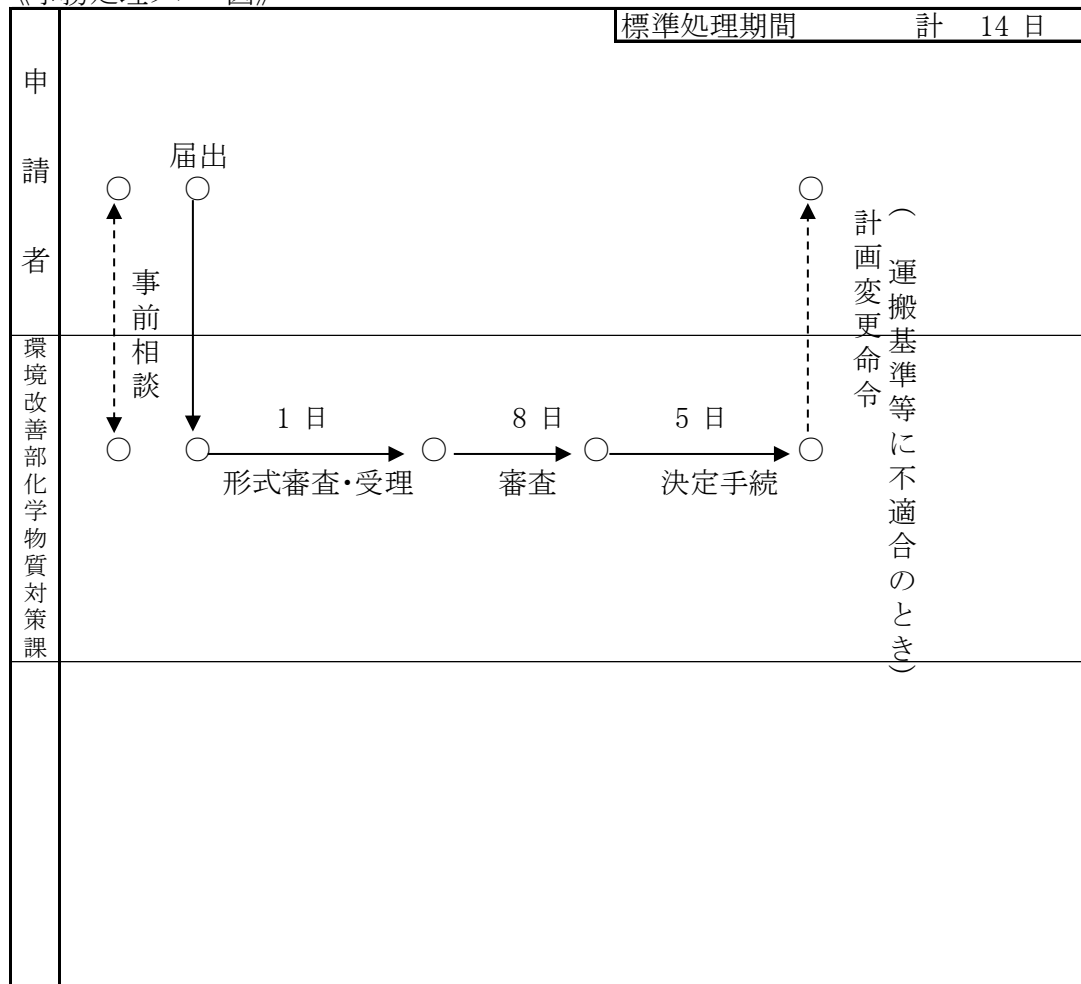 標準処理期間　計　14 日
申請者
届出
事前相談
計画変更命令
(運搬基準等に不適合のとき)
環境改善部化学物質対策課
1 日
8 日
5 日
形式審査・受理
審査
決定手続